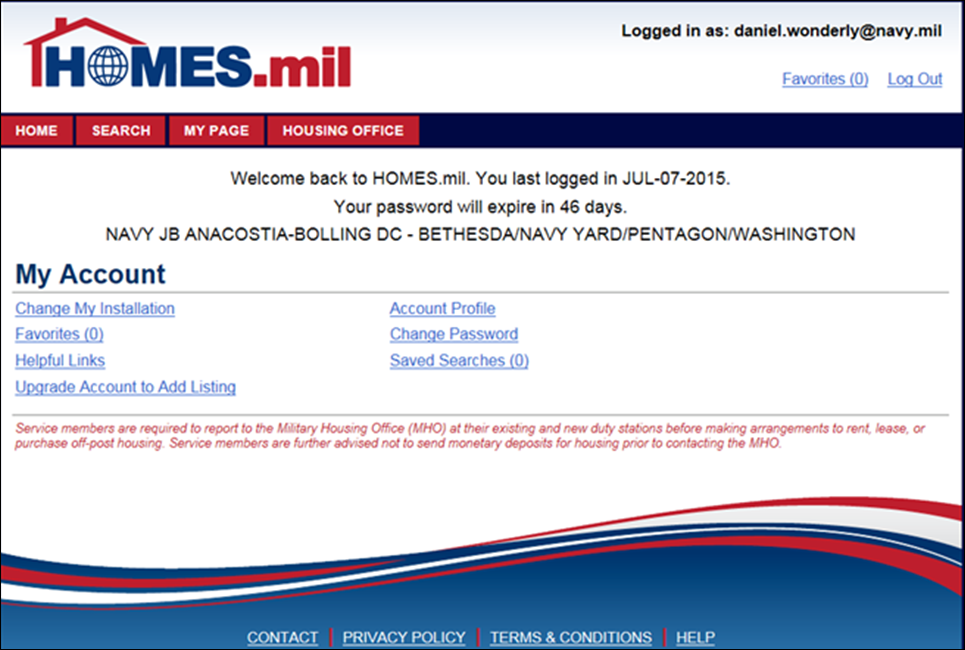 HOMES.mil
Logged in as: daniel.wonderly@navy.mil
Favorites (0) Log Out
HOME SEARCH MY PAGE HOUSING OFFICE
Welcome back to HOMES.mil. You last logged in JUL-07-2015.
Your password will expire in 46 days.
NAVY JB ANACOSTIA-BOLLING DC - BETHESDA/NAVY YARD/PENTAGON/WASHINGTON
My Account
Change My Installation Account Profile
Favorites (0) Change Password
Helpful Links Saved Searches (0)
Upgrade Account to Add Listing
Service members are required to report to the Military Housing Office (MHO) at their existing and new duty stations before making arrangements to rent, lease, or
purchase off-post housing. Service members are further advised not to send monetary deposits for housing prior to contacting the MHO.
CONTACT | PRIVACY POLICY | TERMS & CONDITIONS | HELP